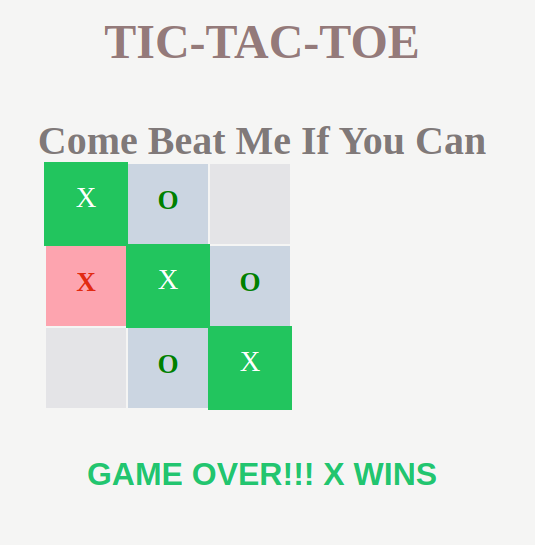 TIC-TAC-TOE
Come Beat Me If You Can
X O
X X O
O X
GAME OVER!!! X WINS